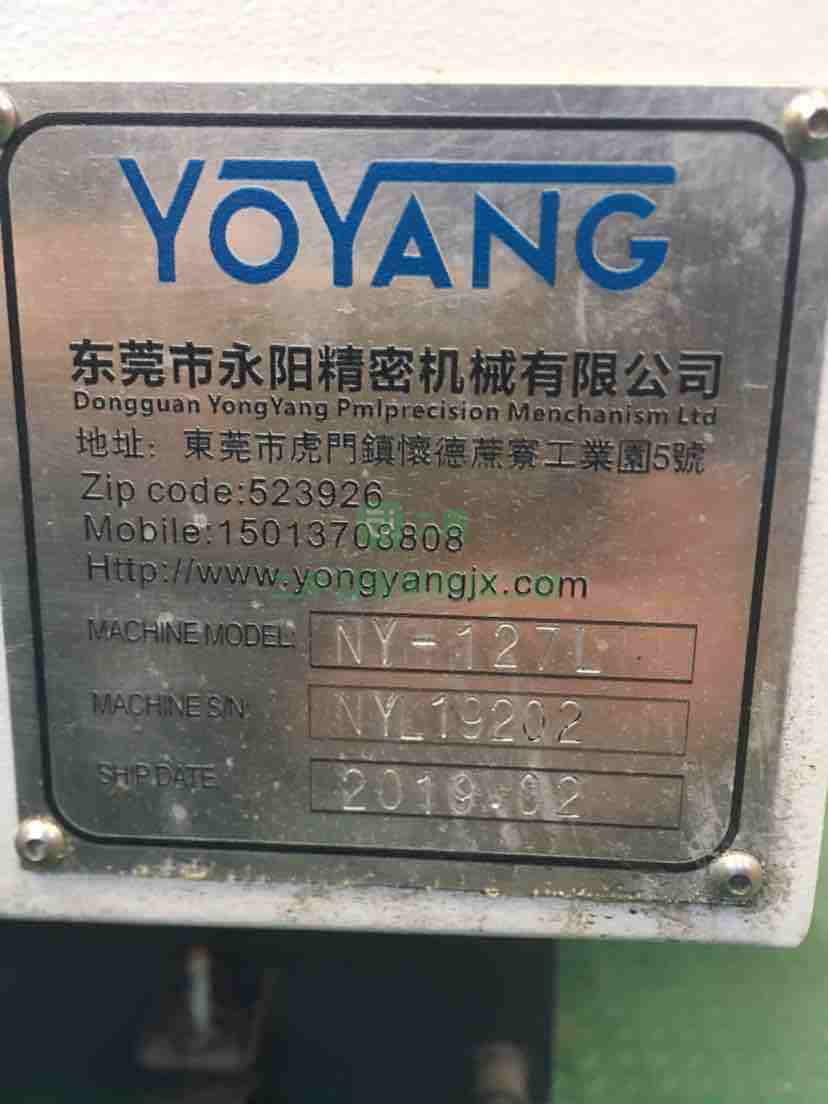 YOYANG
东莞市永阳精密机械有限公司
Dongguan YongYang Pmlprecision Menchanism Ltd
地址：東莞市虎門鎮懷德蔗寮工業園5號
Zip code:523926
Mobile:15013708808
Http://www.yongyangjx.com
MACHINE MODEL: NY-127L
MACHINE S/N: NYL19202
SHIP DATE 2019.02